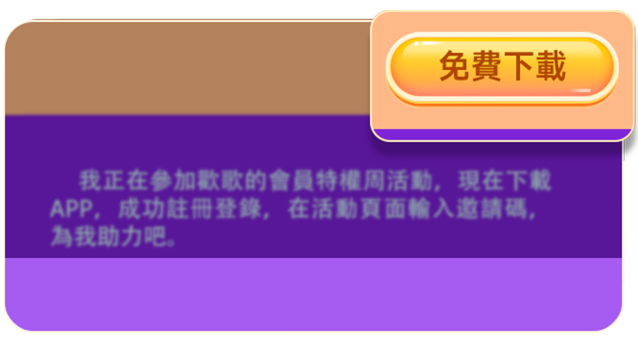 免費下載
我正在參加歡歌的會員特權周活動，現在下載
APP，成功註冊登錄，在活動頁面輸入邀請碼，
為我助力吧。